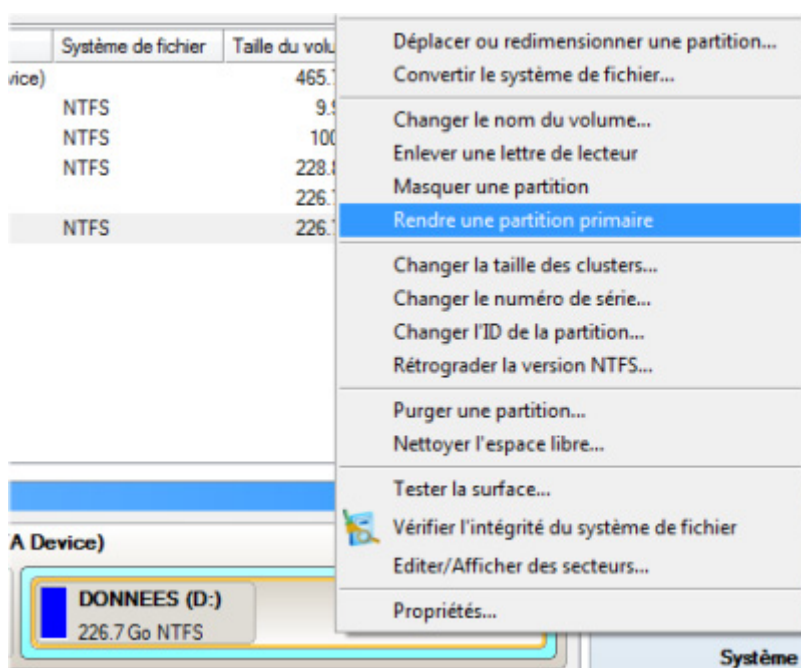 Système de fichier Taille du volu
vice) 465.
NTFS 9.9
NTFS 100
NTFS 228.8
226.
NTFS 226.
Déplacer ou redimensionner une partition...
Convertir le système de fichier...
Changer le nom du volume...
Enlever une lettre de lecteur
Masquer une partition
Rendre une partition primaire
Changer la taille des clusters...
Changer le numéro de série...
Changer l'ID de la partition...
Rétrograder la version NTFS...
Purger une partition...
Nettoyer l'espace libre...
Tester la surface...
Vérifier l'intégrité du système de fichier
Editer/Afficher des secteurs...
Propriétés...
A Device)
DONNEES (D:)
226.7 Go NTFS
Système